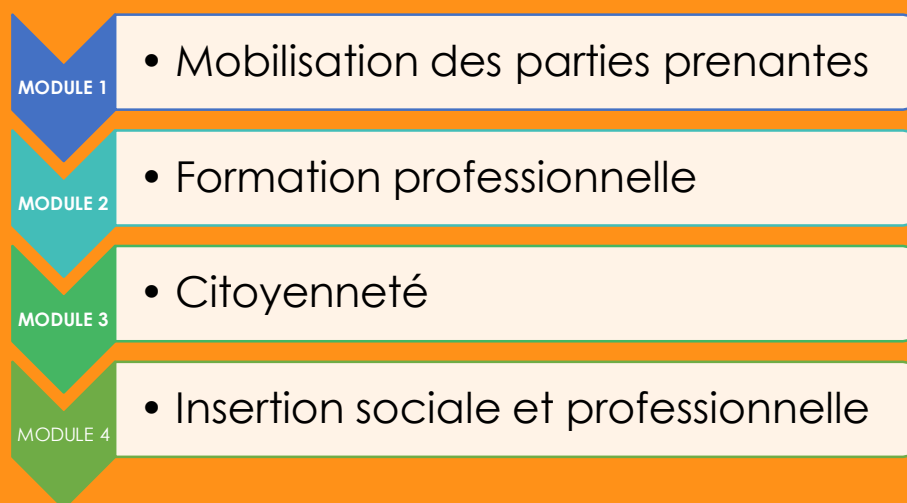 MODULE 1
• Mobilisation des parties prenantes
MODULE 2
• Formation professionnelle
MODULE 3
• Citoyenneté
MODULE 4
• Insertion sociale et professionnelle